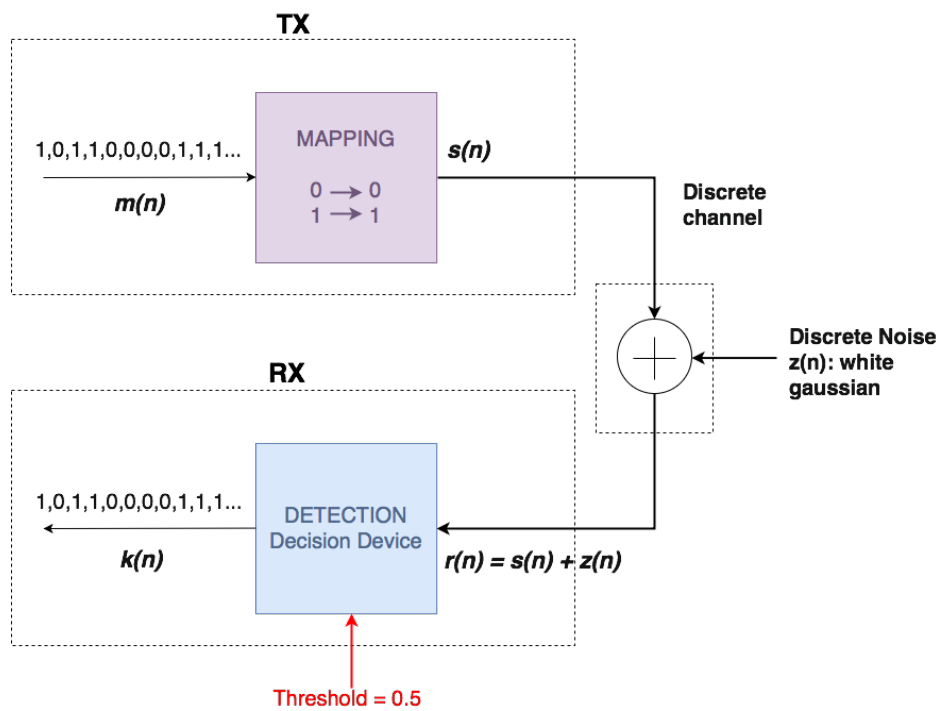 TX
1,0,1,1,0,0,0,0,1,1,1...
m(n)
MAPPING
0 → 0
1 → 1
s(n)
Discrete
channel
Discrete Noise
z(n): white
gaussian
RX
1,0,1,1,0,0,0,0,1,1,1...
k(n)
DETECTION
Decision Device
r(n) = s(n) + z(n)
Threshold = 0.5